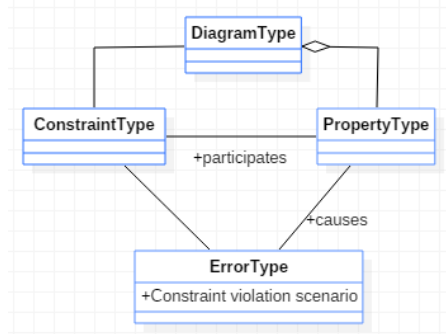 DiagramType
ConstraintType
PropertyType
+participates
+causes
ErrorType
+Constraint violation scenario